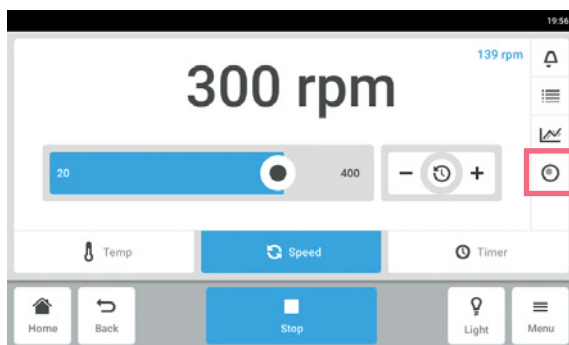 19:56
139 rpm
300 rpm
20
400
Temp
Speed
Timer
Home
Back
Stop
Light
Menu